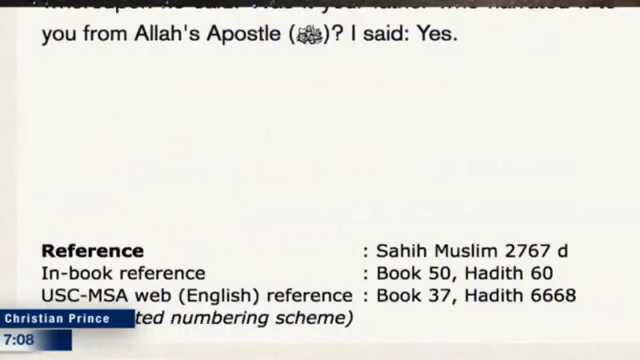 you from Allah's Apostle (ﷺ)? I said: Yes.
Reference : Sahih Muslim 2767 d
In-book reference : Book 50, Hadith 60
USC-MSA web (English) reference : Book 37, Hadith 6668
ted numbering scheme)
Christian Prince
7:08